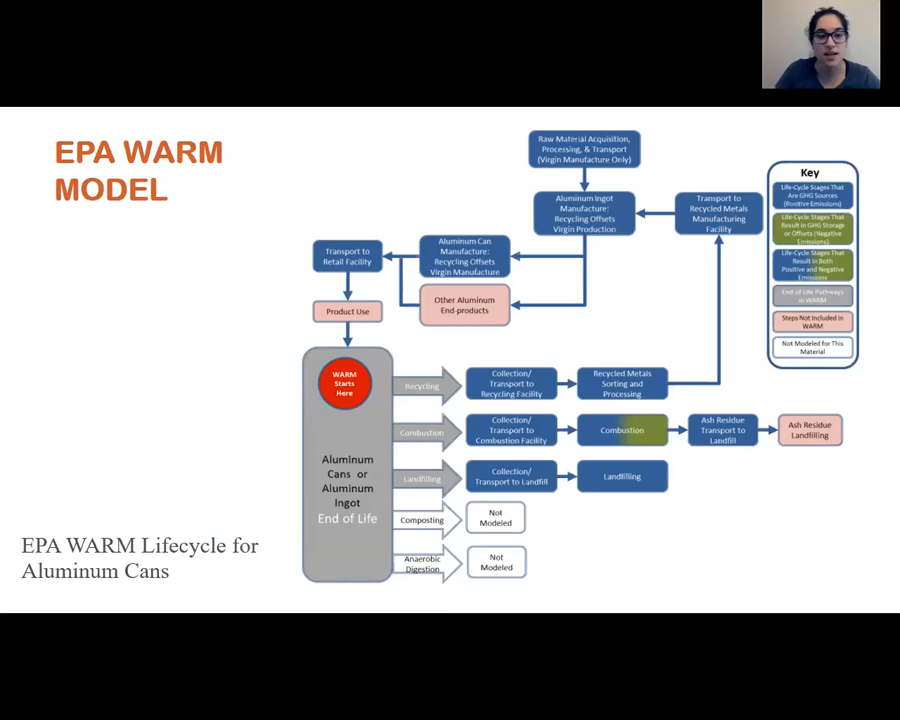 EPA WARM
MODEL
Raw Material Acquisition,
Processing, & Transport
(Virgin Manufacture Only)
Aluminum Ingot
Manufacture:
Recycling Offsets
Virgin Production
Transport to
Recycled Metals
Manufacturing
Facility
Key
Life-Cycle Stages That
Are GHG Sources
(Positive Emissions)
Life-Cycle Stages That
Result in GHG Storage
or Offsets (Negative
Emissions)
Life-Cycle Stages That
Result in Both
Positive and Negative
Emissions
End-of-Life Pathways
in WARM
Steps Not Included in
WARM
Not Modeled for This
Material
Transport to
Retail Facility
Aluminum Can
Manufacture:
Recycling Offsets
Virgin Manufacture
Other Aluminum
End-products
Product Use
WARM
Starts
Here
Aluminum
Cans or
Aluminum
Ingot
End of Life
Recycling
Collection/
Transport to
Recycling Facility
Recycled Metals
Sorting and
Processing
Combustion
Collection/
Transport to
Combustion Facility
Combustion
Ash Residue
Transport to
Landfill
Ash Residue
Landfilling
Landfilling
Collection/
Transport to Landfill
Landfilling
Composting
Not
Modeled
Anaerobic
Digestion
Not
Modeled
EPA WARM Lifecycle for
Aluminum Cans